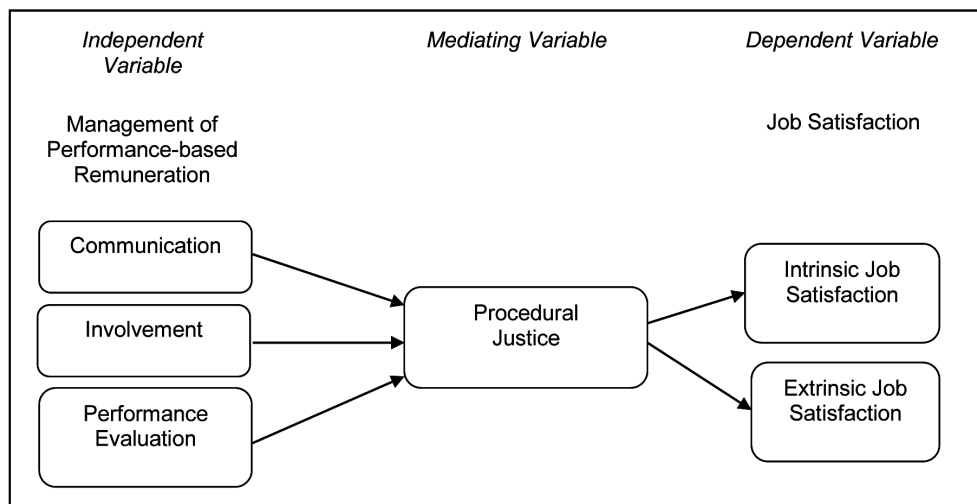 Independent
Variable
Mediating Variable
Dependent Variable
Management of
Performance-based
Remuneration
Job Satisfaction
Communication
Involvement
Performance
Evaluation
Procedural
Justice
Intrinsic Job
Satisfaction
Extrinsic Job
Satisfaction